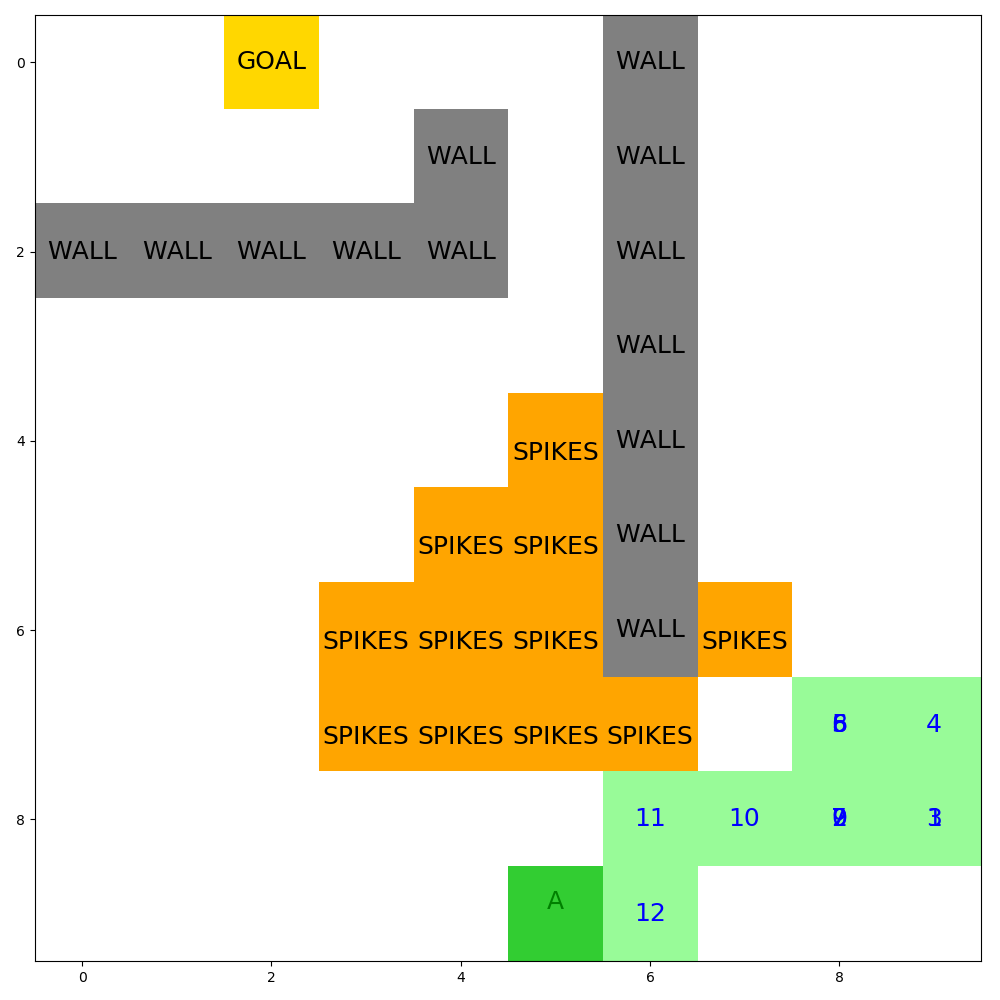 GOAL WALL
WALL WALL
WALL WALL WALL WALL WALL WALL
WALL
SPIKES WALL
SPIKES SPIKES WALL
SPIKES SPIKES SPIKES WALL SPIKES
SPIKES SPIKES SPIKES SPIKES 4
11 10
A 12
0
2
4
6
8
0 2 4 6 8